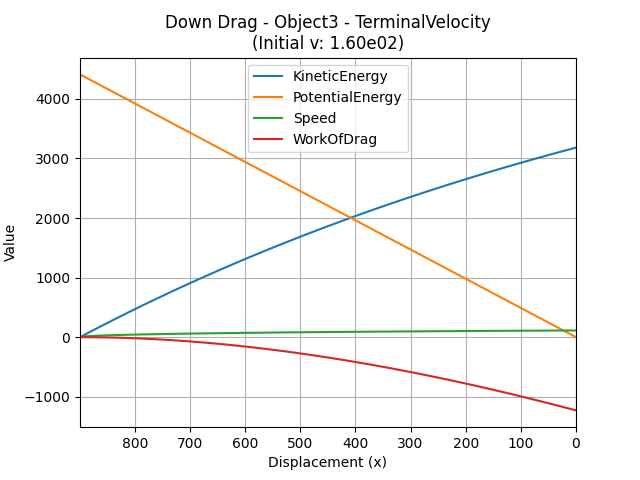 Down Drag - Object3 - TerminalVelocity
(Initial v: 1.60e02)
KineticEnergy
PotentialEnergy
Speed
WorkOfDrag
Value
4000
3000
2000
1000
0
−1000
800 700 600 500 400 300 200 100 0
Displacement (x)